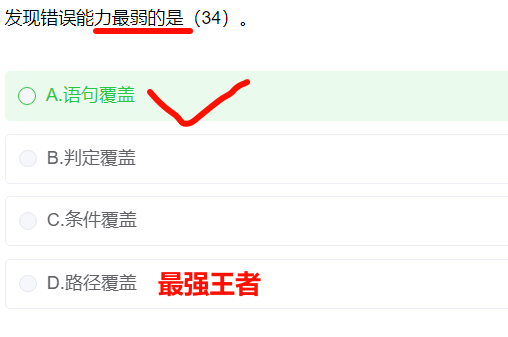 发现错误能力最弱的是（34）。
A.语句覆盖
B.判定覆盖
C.条件覆盖
D.路径覆盖 最强王者